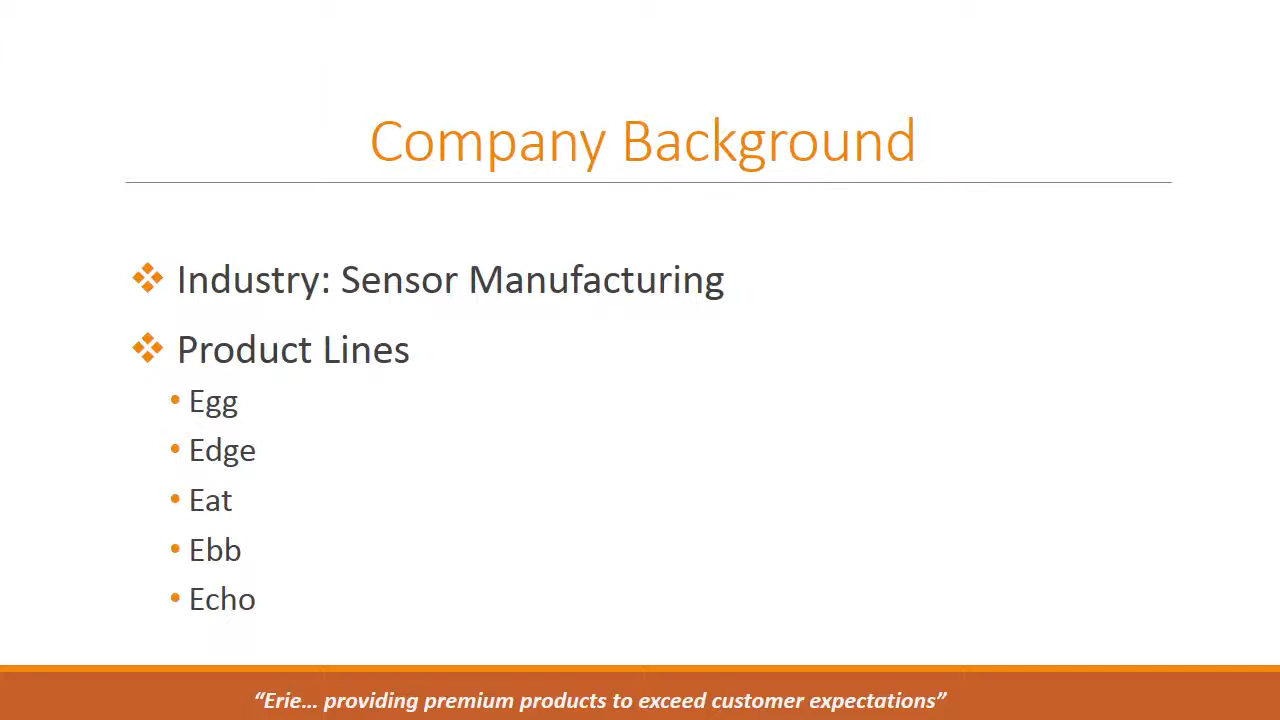 Company Background
Industry: Sensor Manufacturing
Product Lines
Egg
Edge
Eat
Ebb
Echo
“Erie… providing premium products to exceed customer expectations”